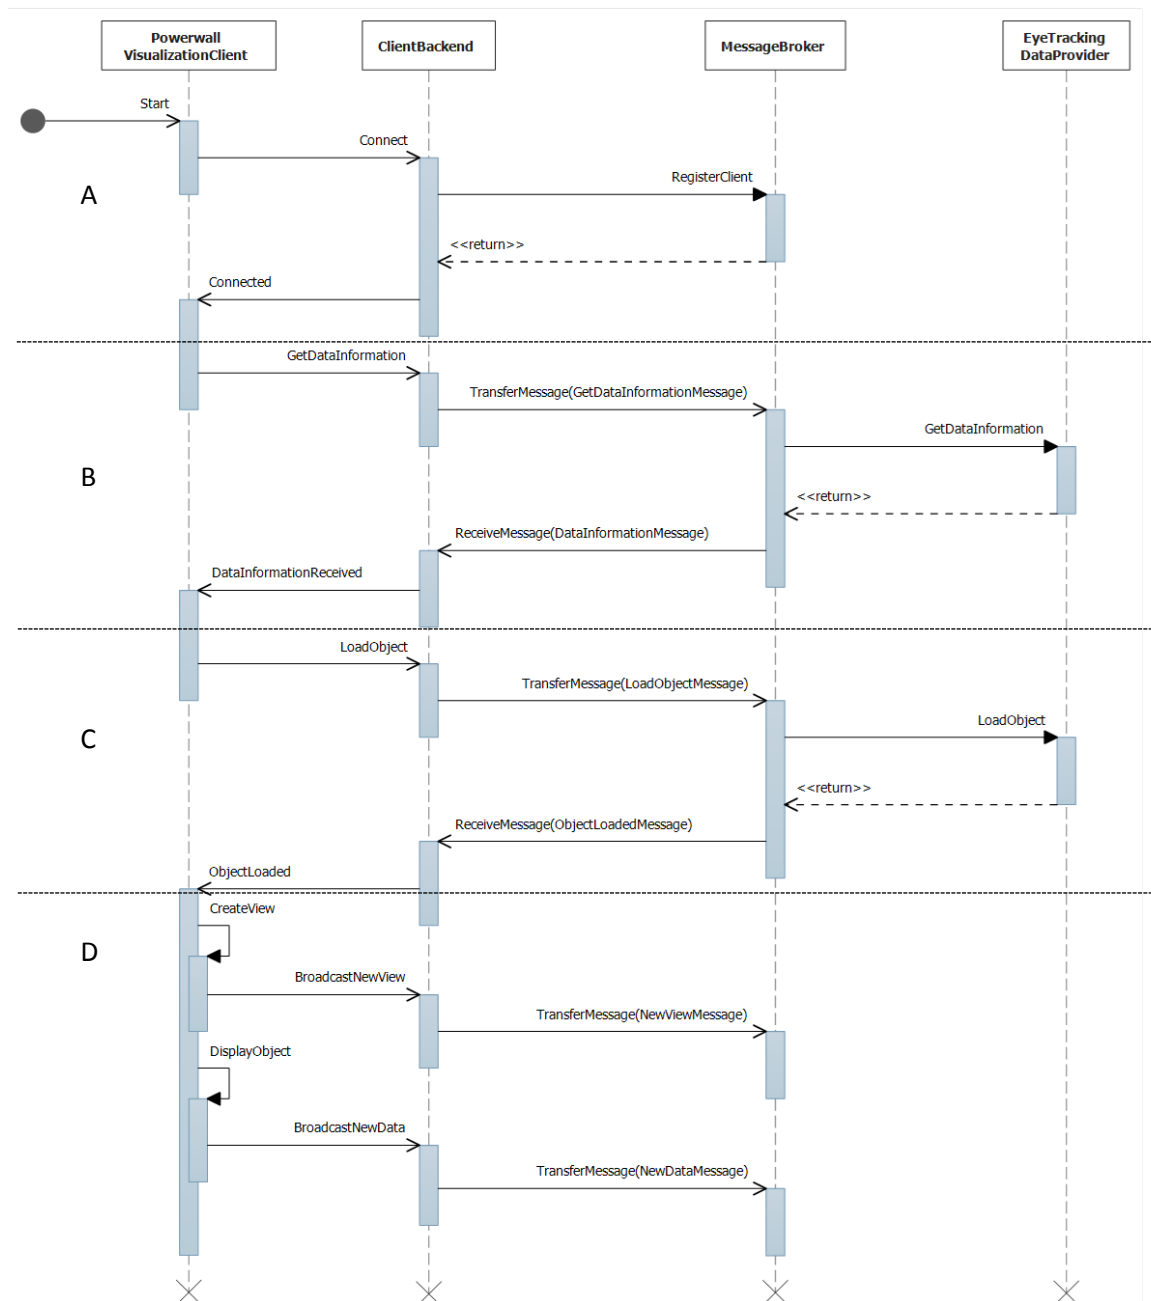 Powerwall
VisualizationClient
ClientBackend
MessageBroker
EyeTracking
DataProvider
Start
Connect
A
RegisterClient
<<return>>
Connected
GetDataInformation
TransferMessage(GetDataInformationMessage)
GetDataInformation
B
<<return>>
ReceiveMessage(DataInformationMessage)
DataInformationReceived
LoadObject
TransferMessage(LoadObjectMessage)
LoadObject
C
<<return>>
ReceiveMessage(ObjectLoadedMessage)
ObjectLoaded
CreateView
D
BroadcastNewView
TransferMessage(NewViewMessage)
DisplayObject
BroadcastNewData
TransferMessage(NewDataMessage)